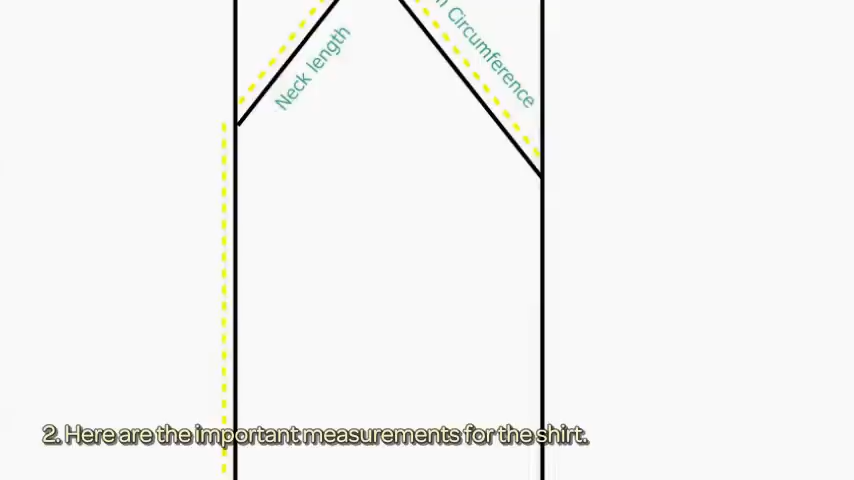 Circumference
Neck length
2. Here are the important measurements for the shirt.